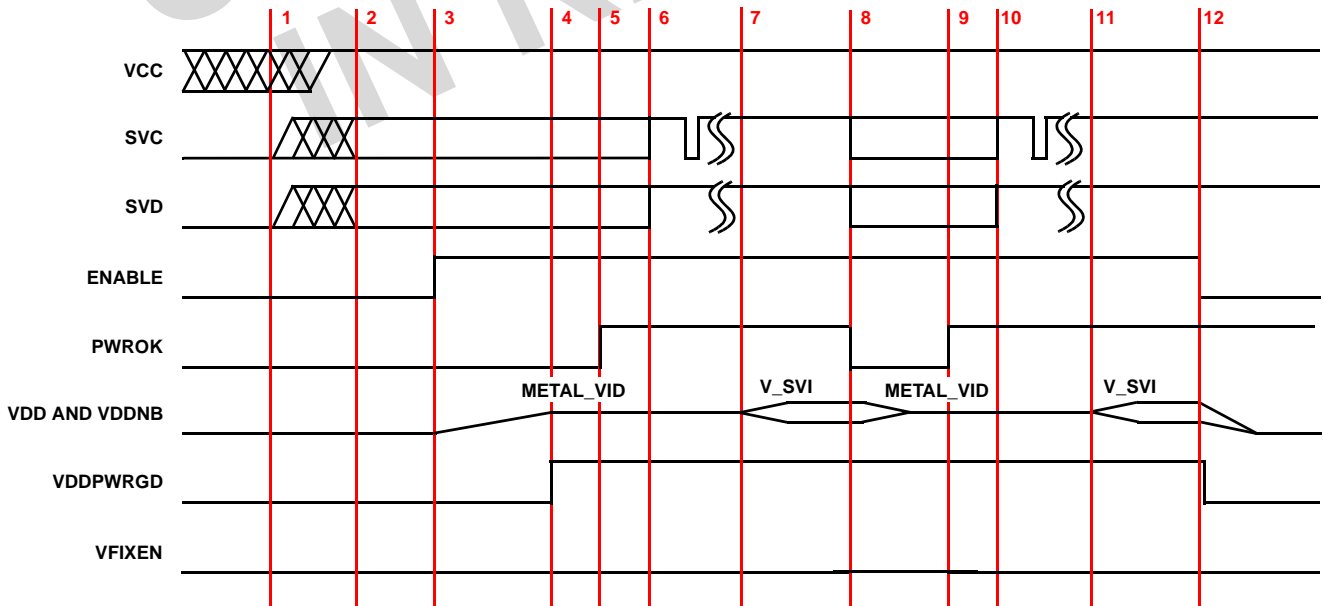 1 2 3 4 5 6 7 8 9 10 11 12
VCC
SVC
SVD
ENABLE
PWROK
METAL_VID V_SVI METAL_VID V_SVI
VDD AND VDDNB
VDDPWRGD
VFIXEN